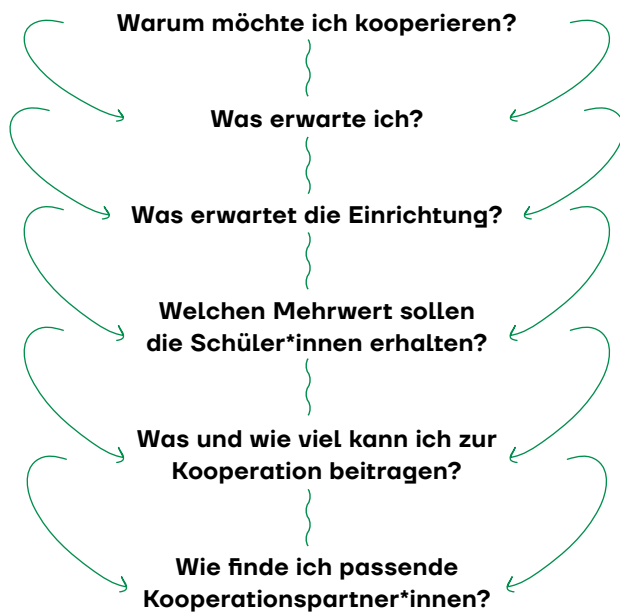 Warum möchte ich kooperieren?
Was erwarte ich?
Was erwartet die Einrichtung?
Welchen Mehrwert sollen
die Schüler*innen erhalten?
Was und wie viel kann ich zur
Kooperation beitragen?
Wie finde ich passende
Kooperationspartner*innen?